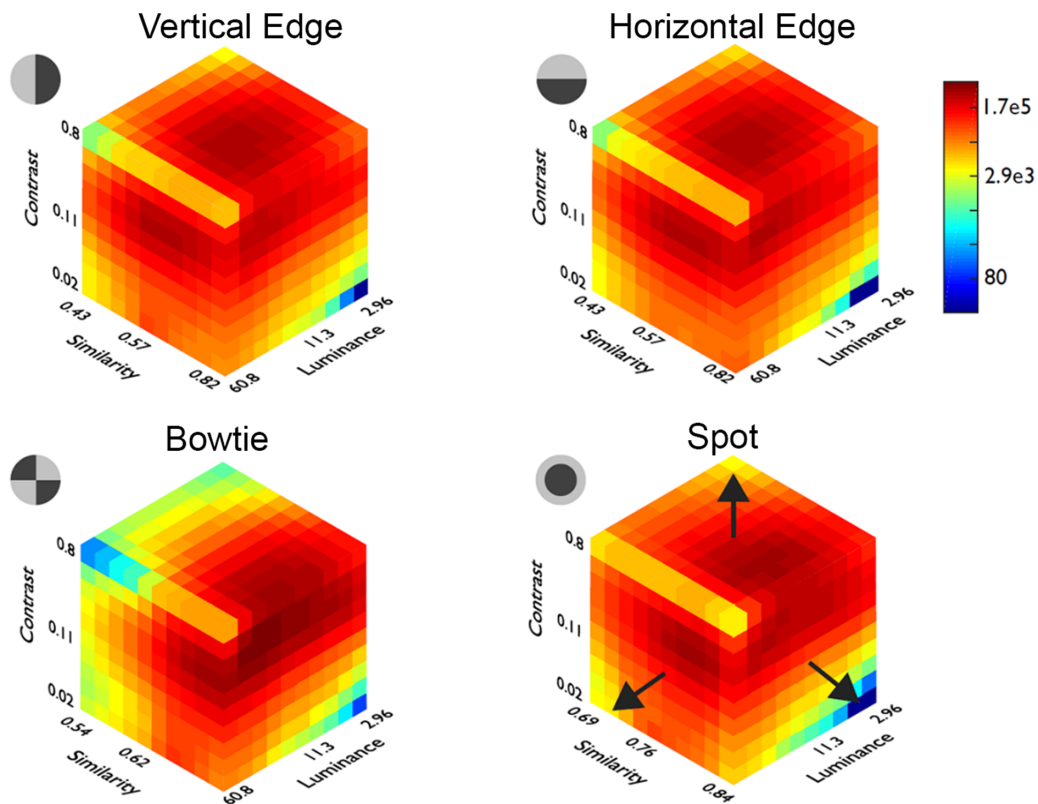 Vertical Edge
Horizontal Edge
0.8
Contrast
0.11
0.02
0.43
0.57
0.82
Similarity
60.8
11.3
2.96
Luminance
0.8
Contrast
0.11
0.02
0.43
0.57
0.82
Similarity
60.8
11.3
2.96
Luminance
1.7e5
2.9e3
80
Bowtie
Spot
0.8
Contrast
0.11
0.02
0.54
0.62
Similarity
60.8
11.3
2.96
Luminance
0.8
Contrast
0.11
0.02
0.69
0.76
0.84
Similarity
11.3
2.96
Luminance